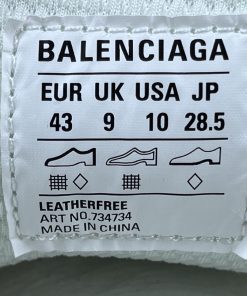 BALENCIAGA
EUR UK USA JP
43 9 10 28.5
LEATHERFREE
ART NO.734734
MADE IN CHINA